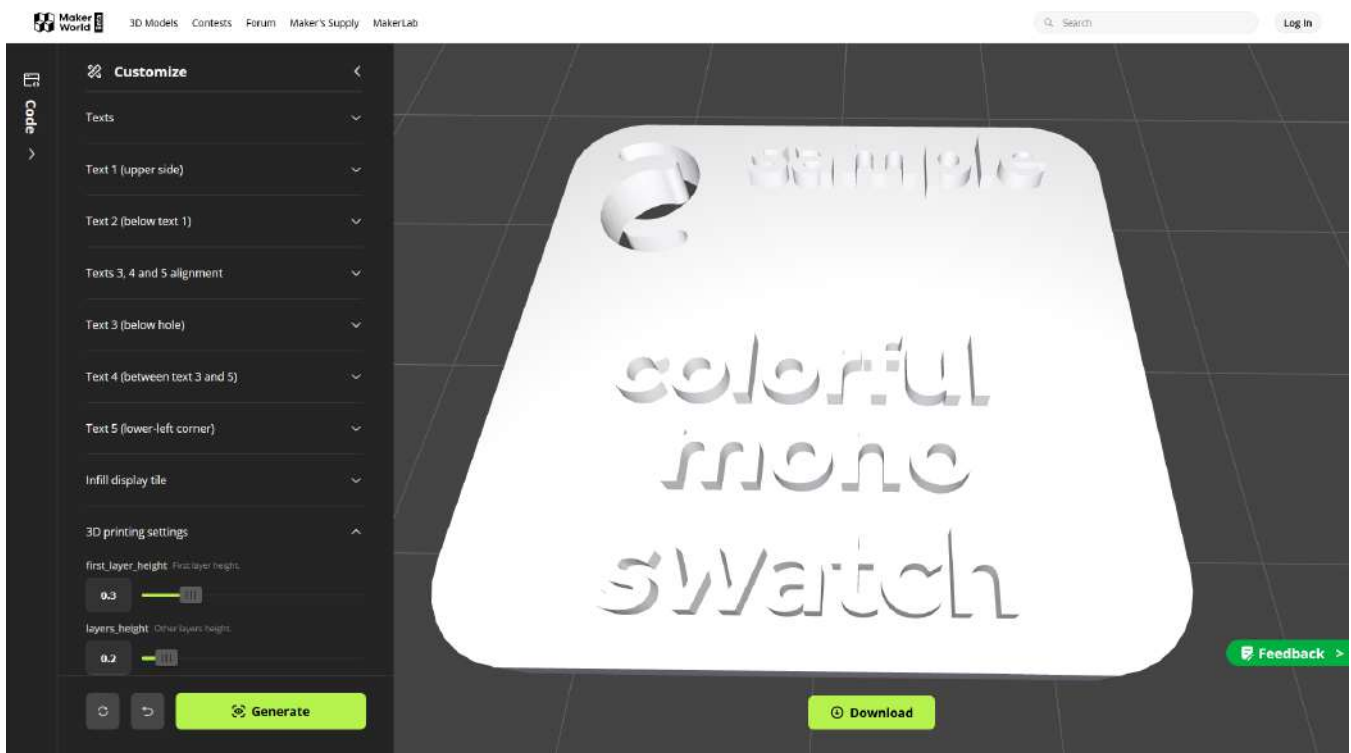 Maker World Beta
3D Models Contests Forum Maker's Supply MakerLab
Search
Log In
Code
Customize
Texts
Text 1 (upper side)
Text 2 (below text 1)
Texts 3, 4 and 5 alignment
Text 3 (below hole)
Text 4 (between text 3 and 5)
Text 5 (lower-left corner)
Infill display tile
3D printing settings
first_layer_height First layer height.
0.3
layers_height Other layers height.
0.2
Generate
sample
colorful
mono
swatch
Download
Feedback >